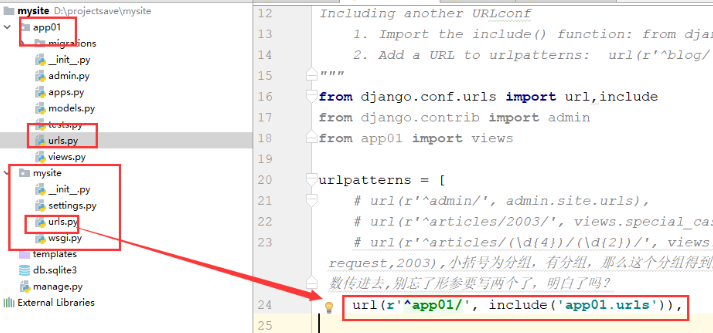 mysite D:\projectsave\mysite
app01
migrations
__init__.py
admin.py
apps.py
models.py
tests.py
urls.py
views.py
mysite
__init__.py
settings.py
urls.py
wsgi.py
templates
db.sqlite3
manage.py
External Libraries
12 Including another URLconf
13 1. Import the include() function: from djan
14 2. Add a URL to urlpatterns: url(r'^blog/
15 """
16 from django.conf.urls import url,include
17 from django.contrib import admin
18 from app01 import views
19
20 urlpatterns = [
21 # url(r'^admin/', admin.site.urls),
22 # url(r'^articles/2003/', views.special_cas
23 # url(r'^articles/(\d{4})/(\d{2})/', views.
request,2003),小括号为分组，有分组，那么这个分组得到
数传进去,别忘了形参要写两个了，明白了吗?
24 url(r'^app01/', include('app01.urls')),
25